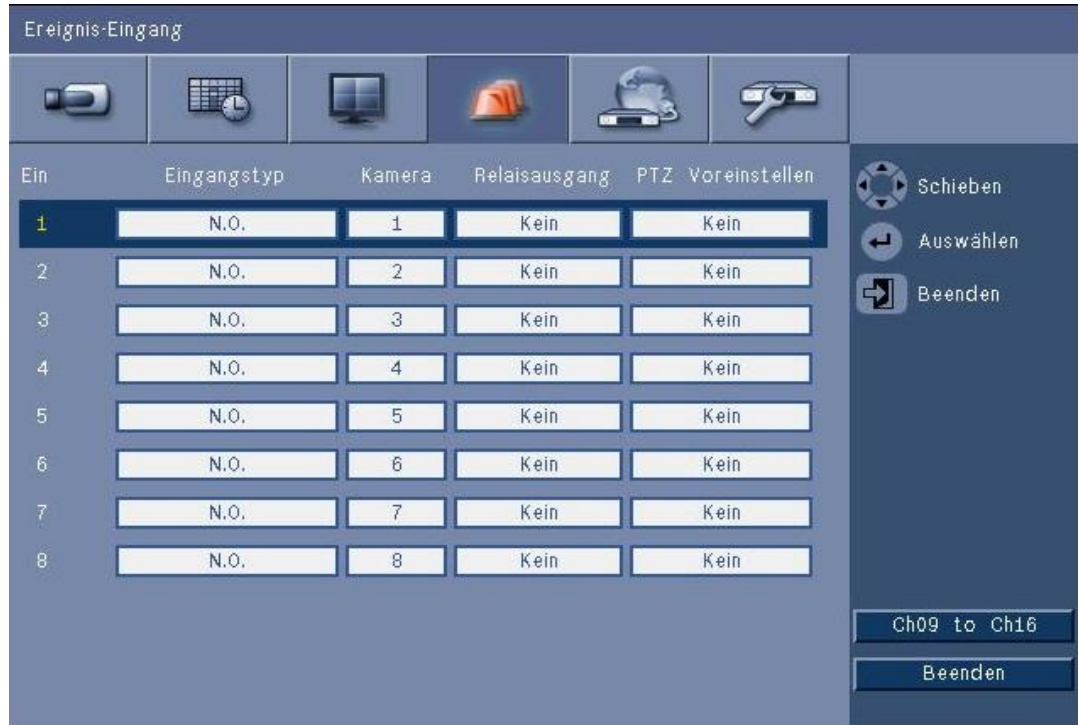 Ereignis-Eingang
Ein Eingangstyp Kamera Relaisausgang PTZ Voreinstellen
1 N.O. 1 Kein Kein
2 N.O. 2 Kein Kein
3 N.O. 3 Kein Kein
4 N.O. 4 Kein Kein
5 N.O. 5 Kein Kein
6 N.O. 6 Kein Kein
7 N.O. 7 Kein Kein
8 N.O. 8 Kein Kein
Schieben
Auswählen
Beenden
Ch09 to Ch16
Beenden